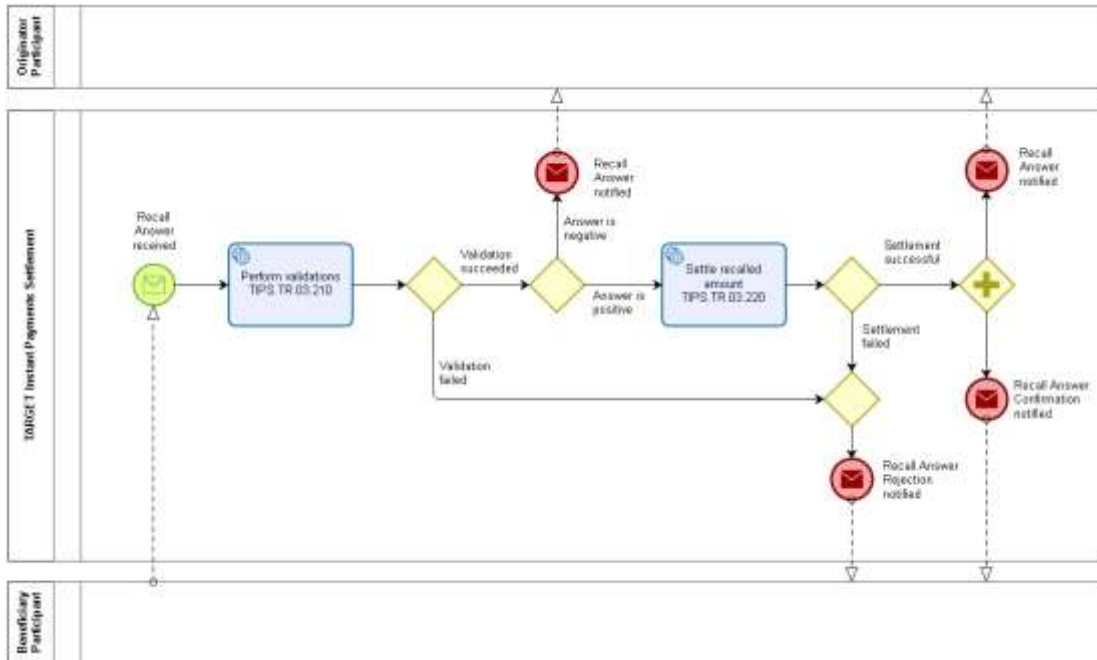 Originator
Participant
TARGET Instant Payments Settlement
Recall
Answer
received
Perform validations
TIPS.TR.03.210
Validation
succeeded
Validation
failed
Recall
Answer
notified
Answer is
negative
Answer is
positive
Settle recalled
amount
TIPS.TR.03.220
Settlement
successful
Settlement
failed
Recall
Answer
notified
Recall Answer
Confirmation
notified
Recall Answer
Rejection
notified
Beneficiary
Participant